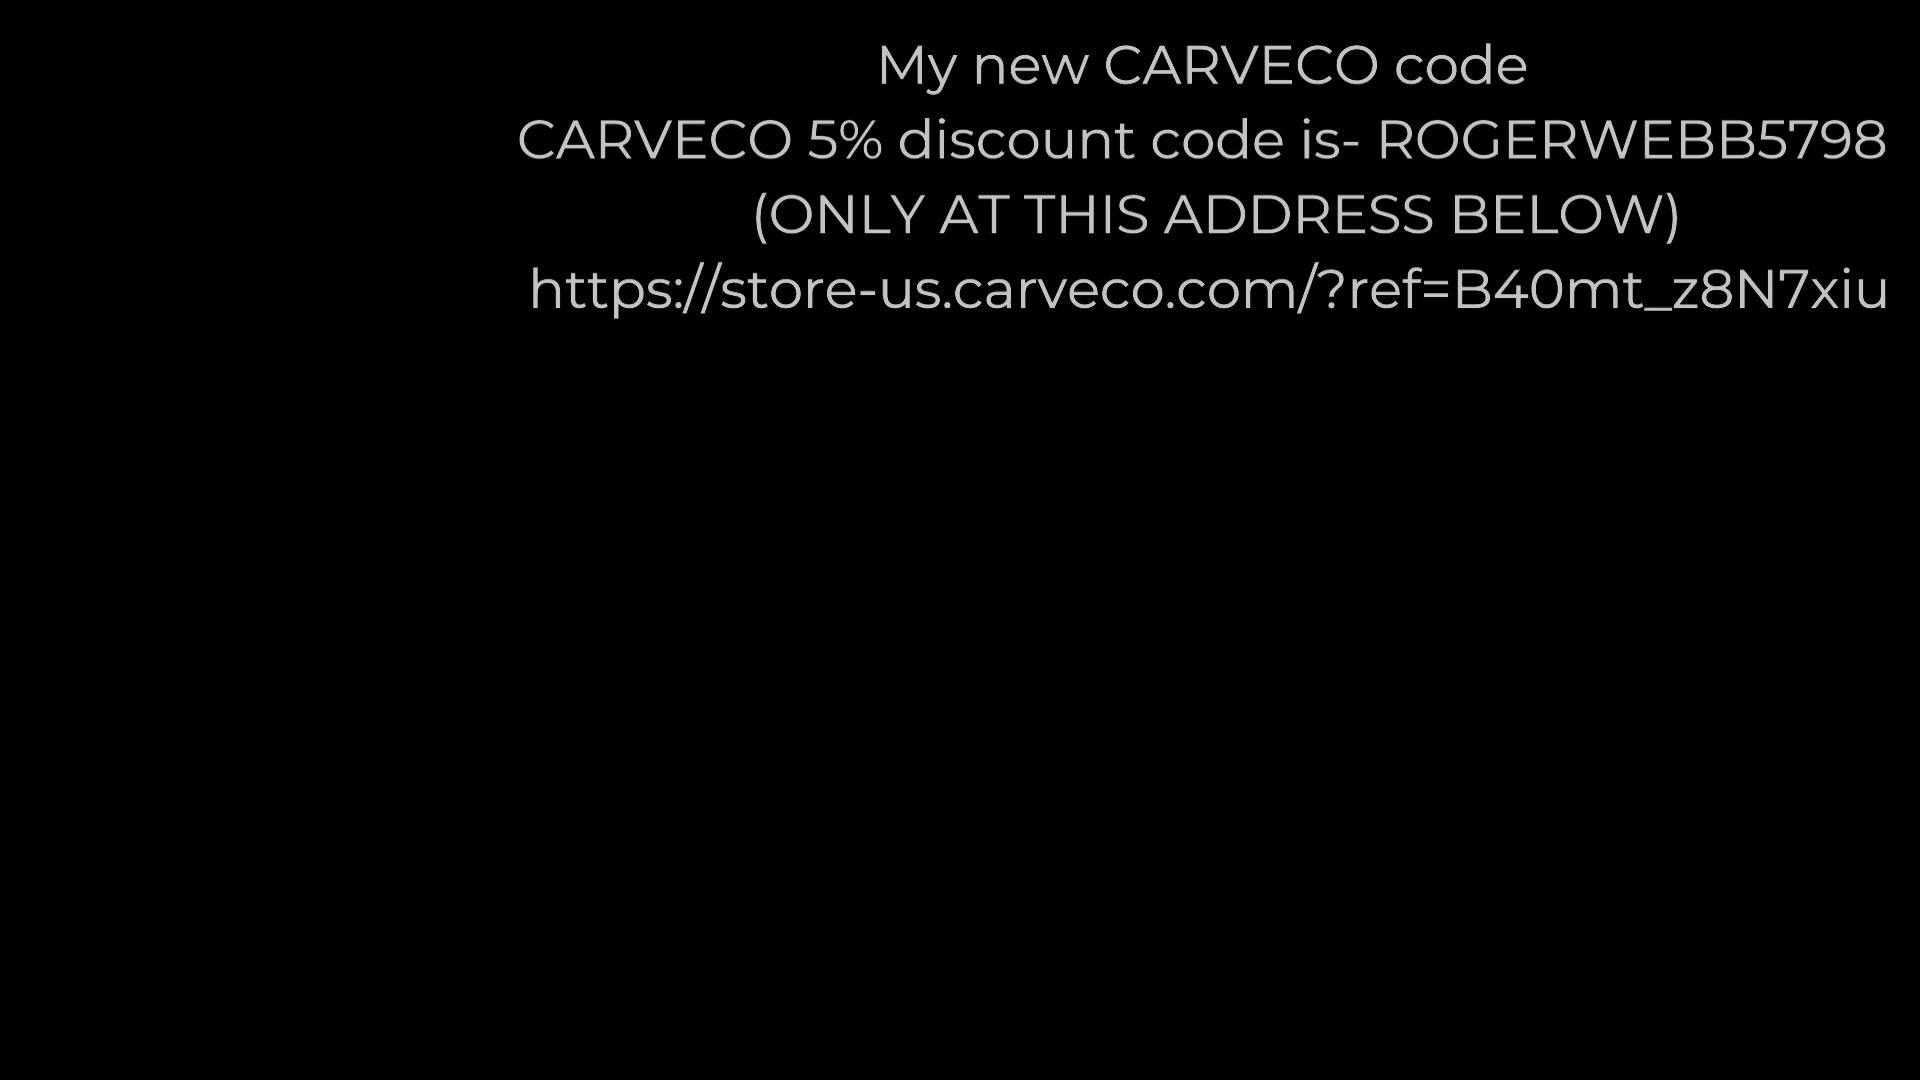 My new CARVECO code
CARVECO 5% discount code is- ROGERWEBB5798
(ONLY AT THIS ADDRESS BELOW)
https://store-us.carveco.com/?ref=B40mt_z8N7xiu